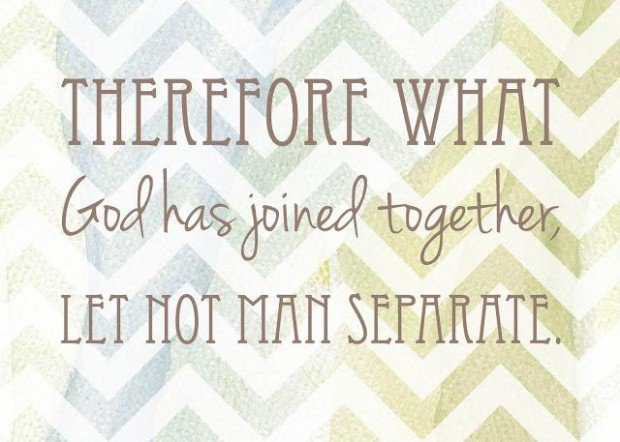 THEREFORE WHAT
God has joined together,
LET NOT MAN SEPARATE.